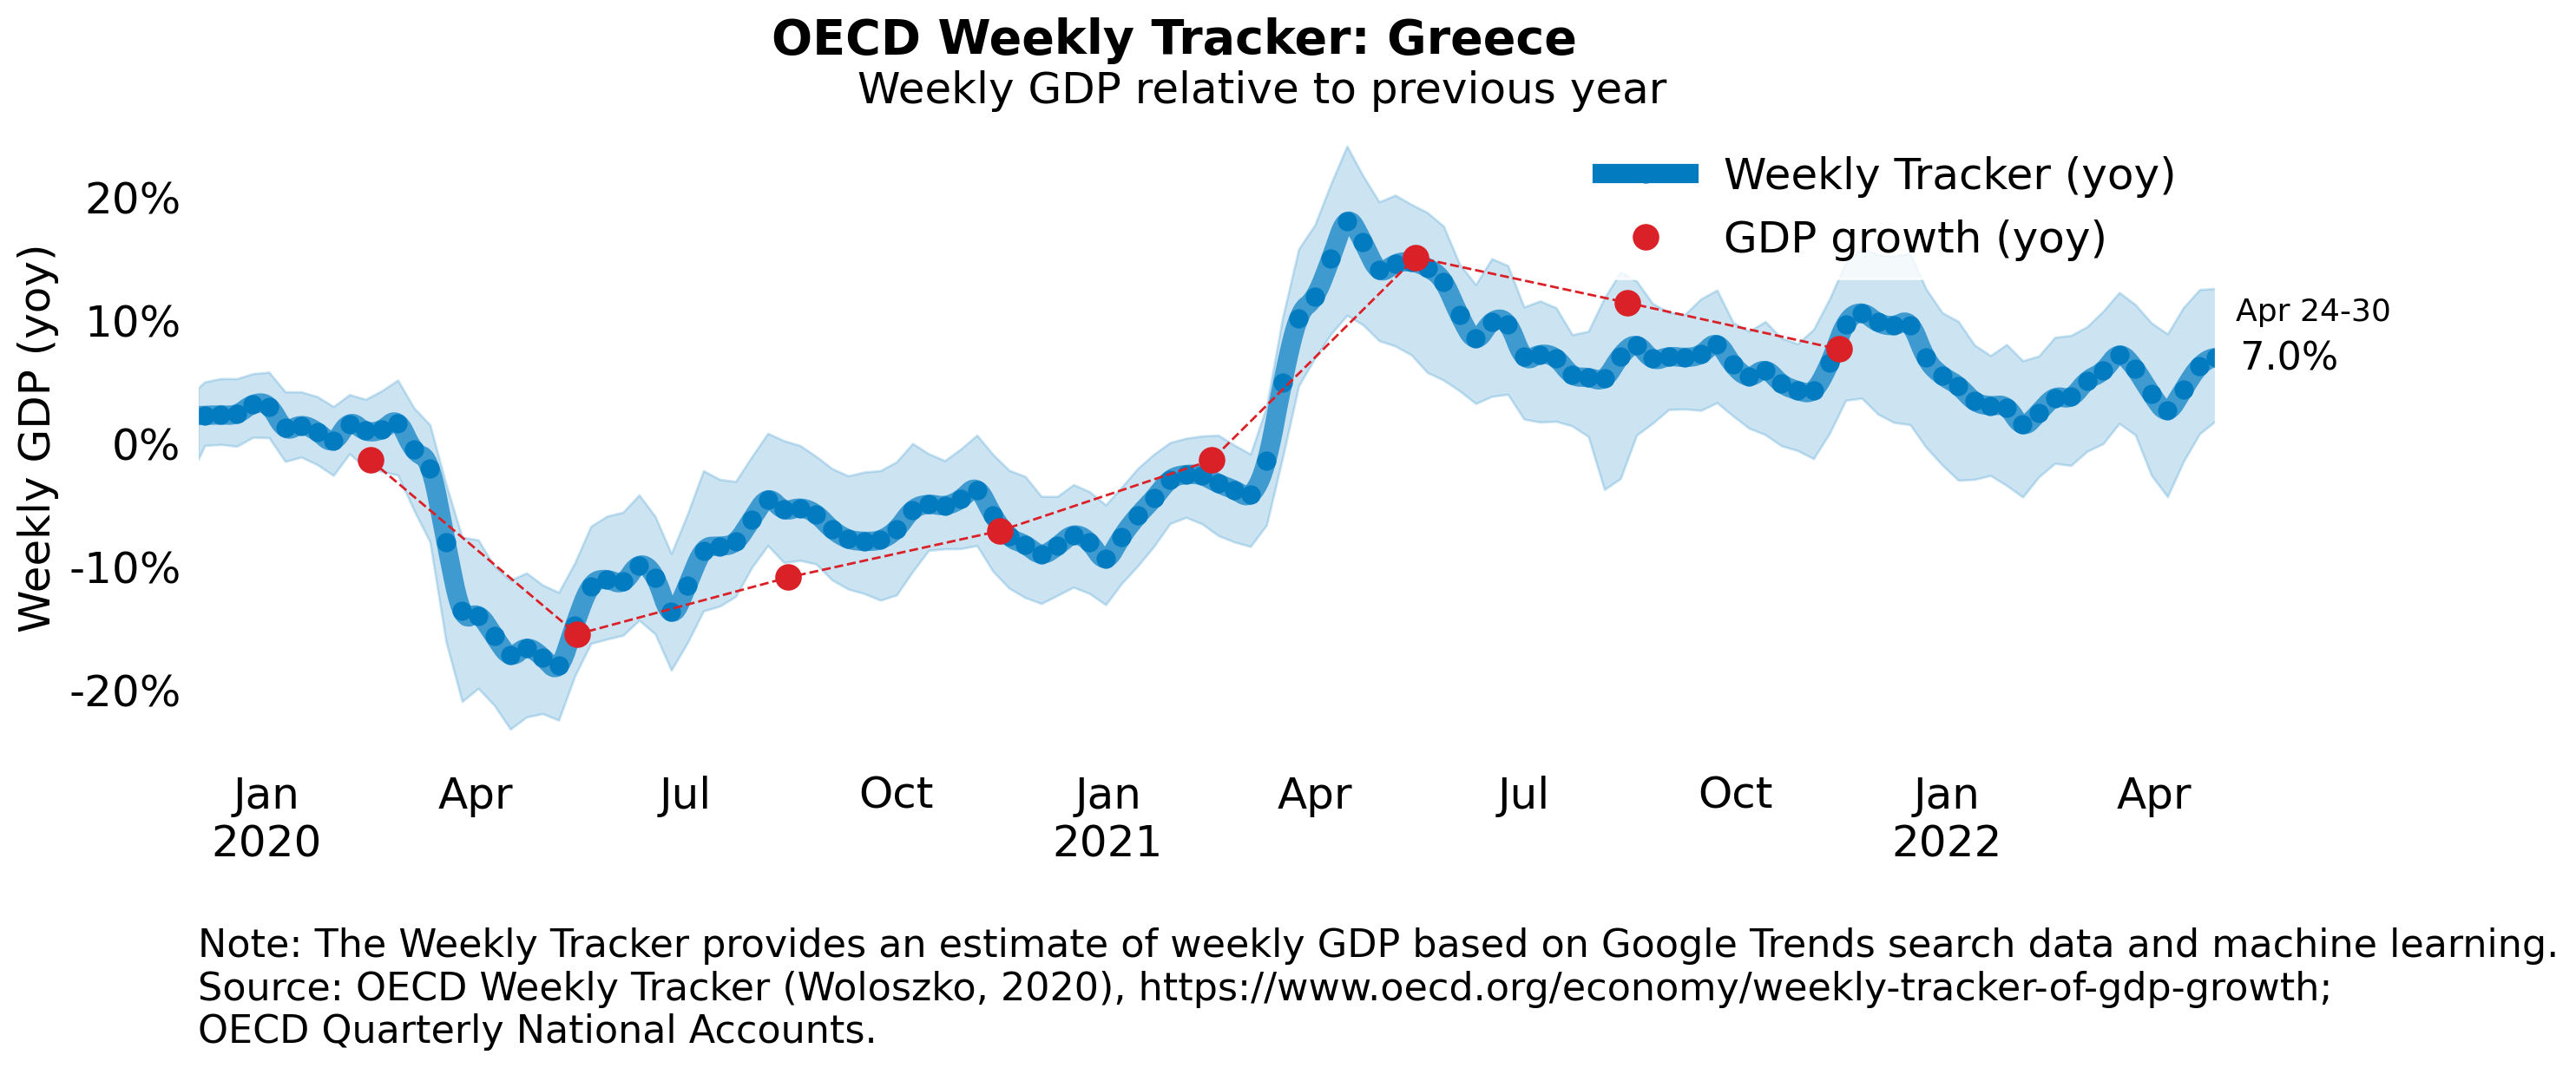 OECD Weekly Tracker: Greece
Weekly GDP relative to previous year
Weekly Tracker (yoy)
GDP growth (yoy)
Weekly GDP (yoy)
20%
10%
0%
-10%
-20%
Apr 24-30
7.0%
Jan Apr Jul Oct Jan Apr Jul Oct Jan Apr
2020 2021 2022
Note: The Weekly Tracker provides an estimate of weekly GDP based on Google Trends search data and machine learning.
Source: OECD Weekly Tracker (Woloszko, 2020), https://www.oecd.org/economy/weekly-tracker-of-gdp-growth;
OECD Quarterly National Accounts.